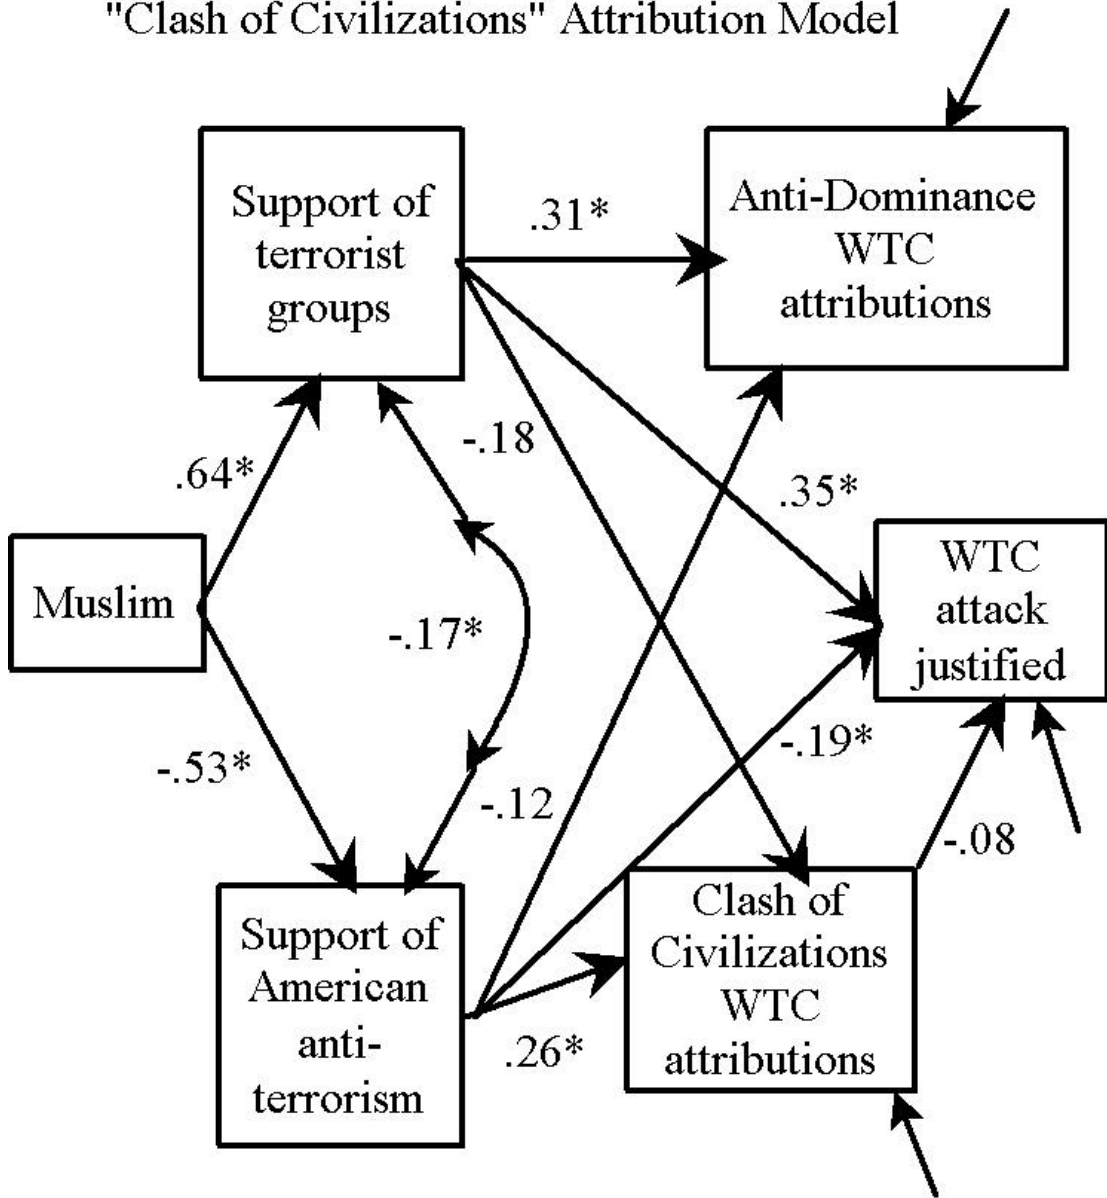 "Clash of Civilizations" Attribution Model
Support of
terrorist
groups
.31*
Anti-Dominance
WTC
attributions
.64*
-.18
.35*
Muslim
-.17*
WTC
attack
justified
-.53*
-.12
-.19*
-.08
Support of
American
anti-
terrorism
.26*
Clash of
Civilizations
WTC
attributions